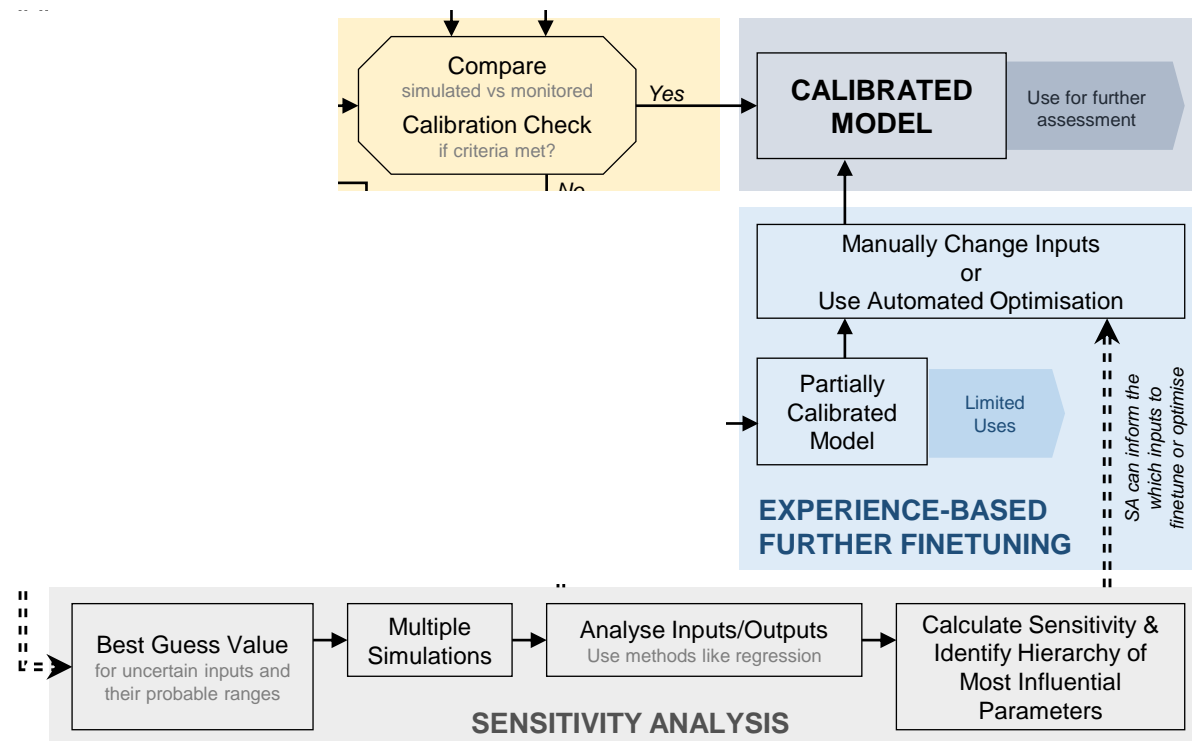 Compare
simulated vs monitored
Calibration Check
if criteria met?
Yes
CALIBRATED
MODEL
Use for further
assessment
Manually Change Inputs
or
Use Automated Optimisation
Partially
Calibrated
Model
Limited
Uses
SA can inform the
which inputs to
finetune or optimise
EXPERIENCE-BASED
FURTHER FINETUNING
Best Guess Value
for uncertain inputs and
their probable ranges
Multiple
Simulations
Analyse Inputs/Outputs
Use methods like regression
Calculate Sensitivity &
Identify Hierarchy of
Most Influential
Parameters
SENSITIVITY ANALYSIS